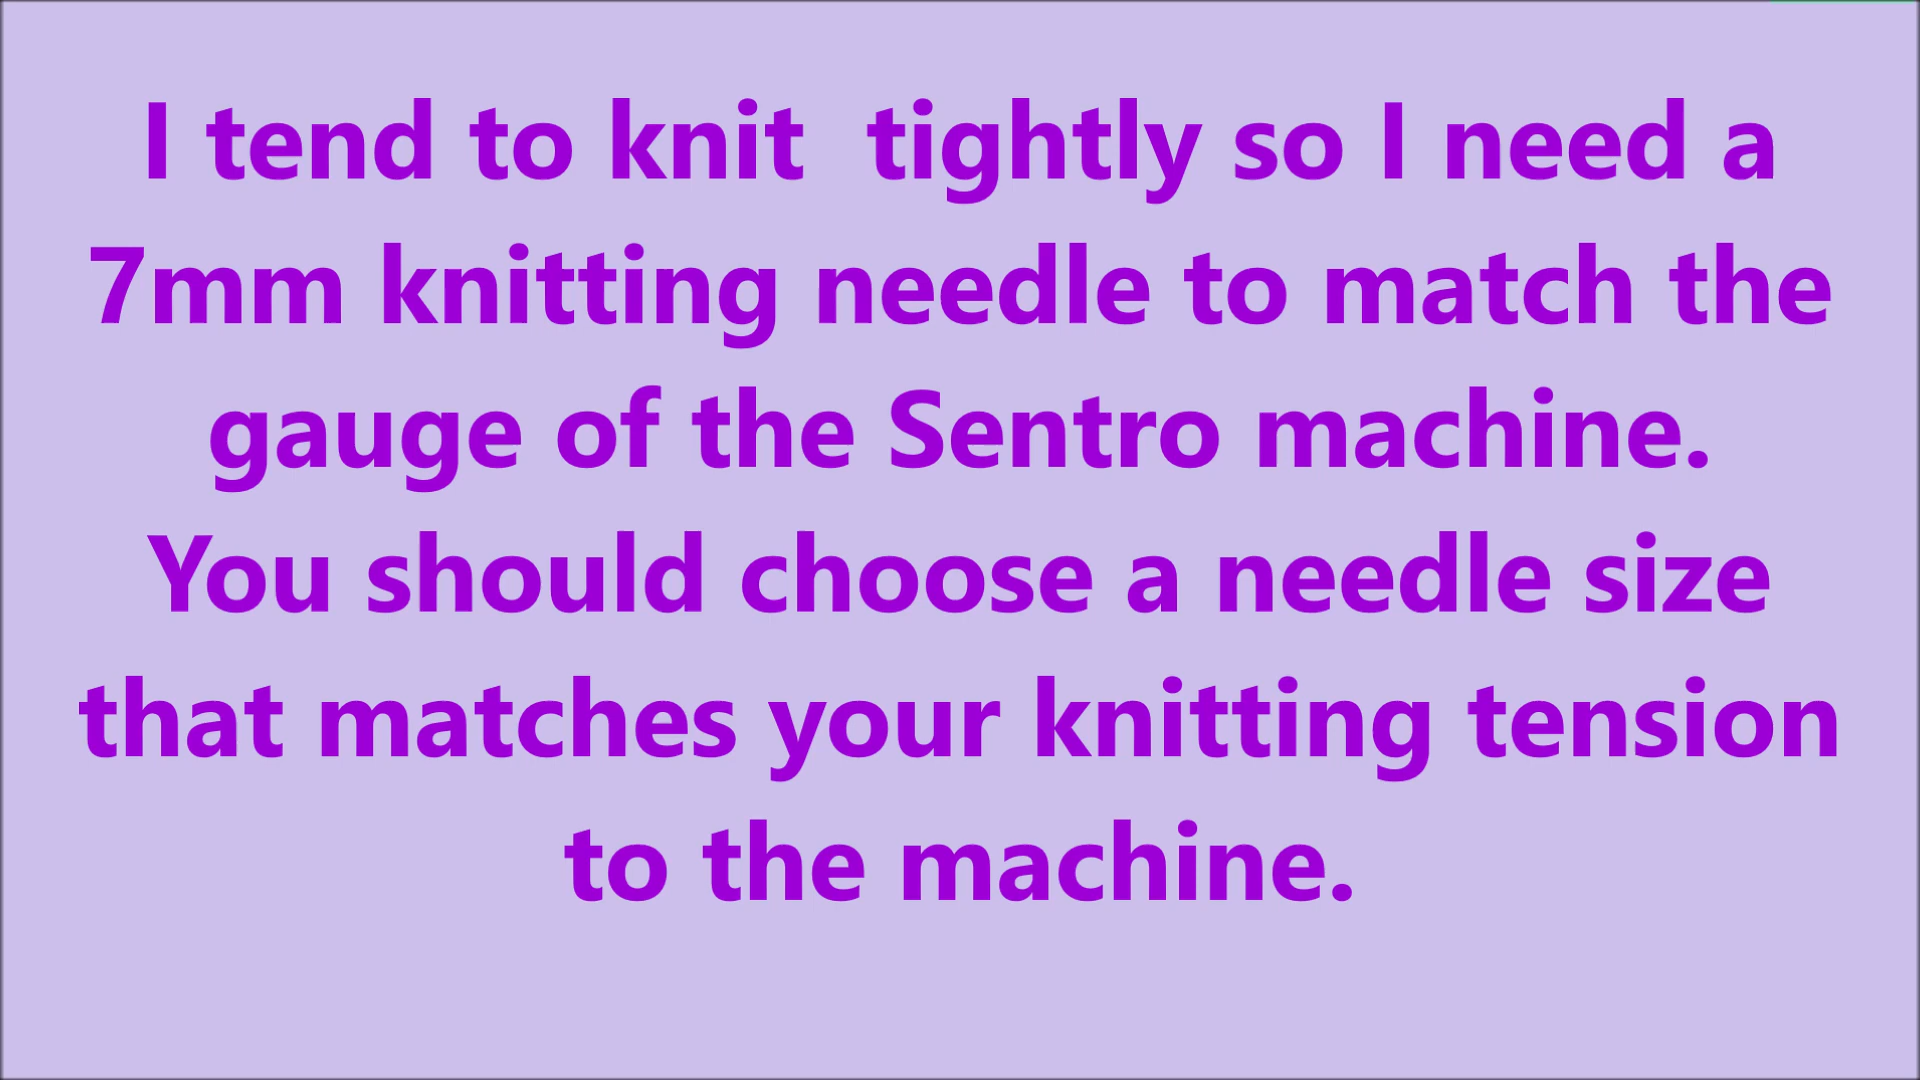 I tend to knit  tightly so I need a
7mm knitting needle to match the
gauge of the Sentro machine.
You should choose a needle size
that matches your knitting tension
to the machine.